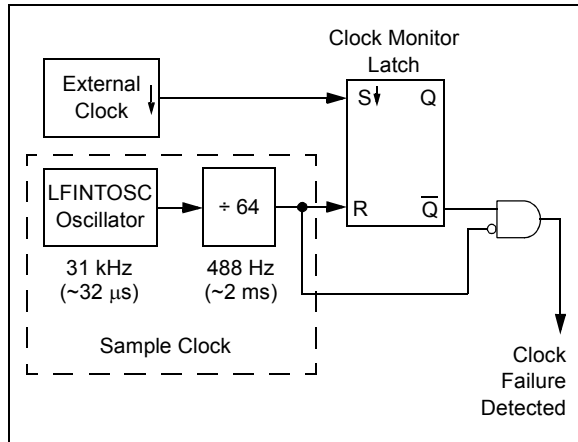 Clock Monitor
Latch
External
Clock
S
Q
LFINTOSC
Oscillator
÷ 64
R
Q̅
31 kHz
(~32 μs)
488 Hz
(~2 ms)
Sample Clock
Clock
Failure
Detected